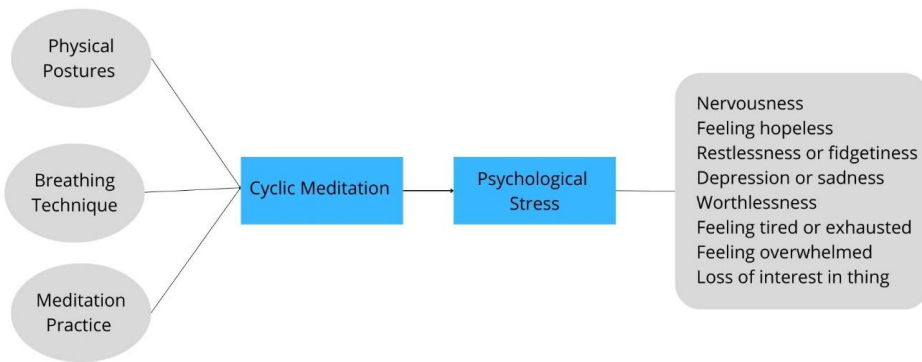 Physical
Postures
Breathing
Technique
Meditation
Practice
Cyclic Meditation
Psychological
Stress
Nervousness
Feeling hopeless
Restlessness or fidgetiness
Depression or sadness
Worthlessness
Feeling tired or exhausted
Feeling overwhelmed
Loss of interest in thing